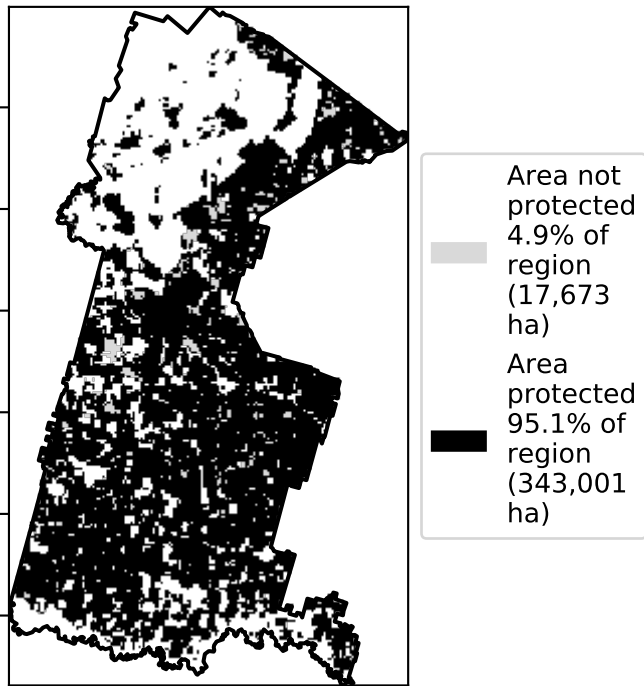 Area not
protected
4.9% of
region
(17,673
ha)
Area
protected
95.1% of
region
(343,001
ha)